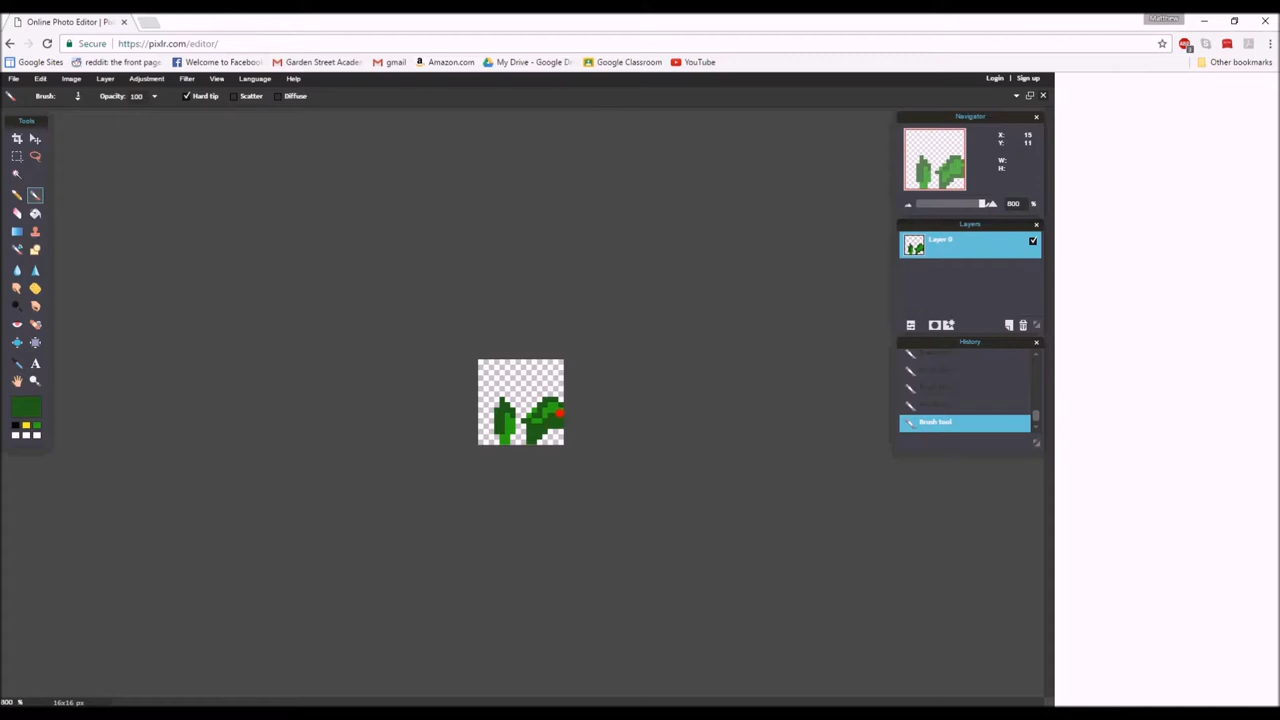 Online Photo Editor | Pi
Matthew
Secure https://pixlr.com/editor/
Google Sites reddit: the front page Welcome to Facebook Garden Street Acade gmail Amazon.com My Drive - Google Dr Google Classroom YouTube Other bookmarks
File Edit Image Layer Adjustment Filter View Language Help Login Sign up
Brush: Opacity: 100 Hard tip Scatter Diffuse
Tools
Navigator
X: 15
Y: 11
W:
H:
800 %
Layers
Layer 0
History
Brush tool
800 % 16x16 px